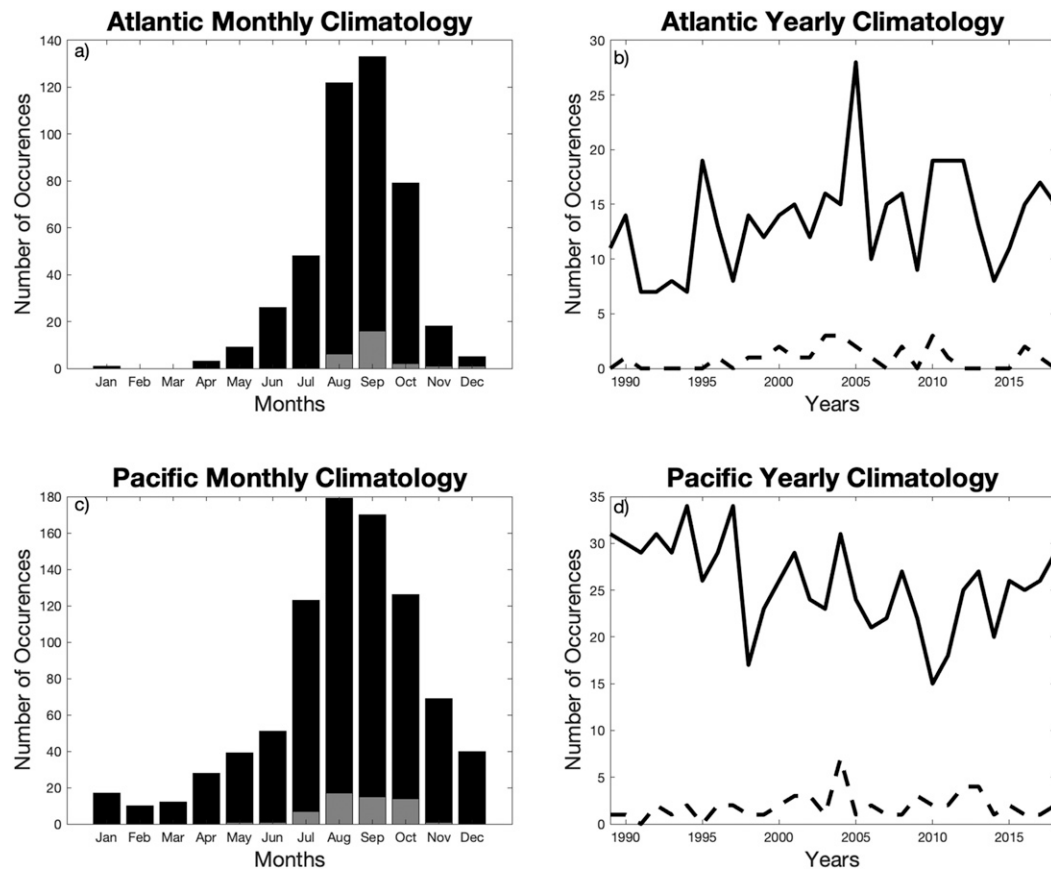 Atlantic Monthly Climatology
a)
Number of Occurences
140
120
100
80
60
40
20
0
Jan Feb Mar Apr May Jun Jul Aug Sep Oct Nov Dec
Months
Atlantic Yearly Climatology
b)
Number of Occurences
30
25
20
15
10
5
0
1990 1995 2000 2005 2010 2015
Years
Pacific Monthly Climatology
c)
Number of Occurences
180
160
140
120
100
80
60
40
20
0
Jan Feb Mar Apr May Jun Jul Aug Sep Oct Nov Dec
Months
Pacific Yearly Climatology
d)
Number of Occurences
35
30
25
20
15
10
5
0
1990 1995 2000 2005 2010 2015
Years